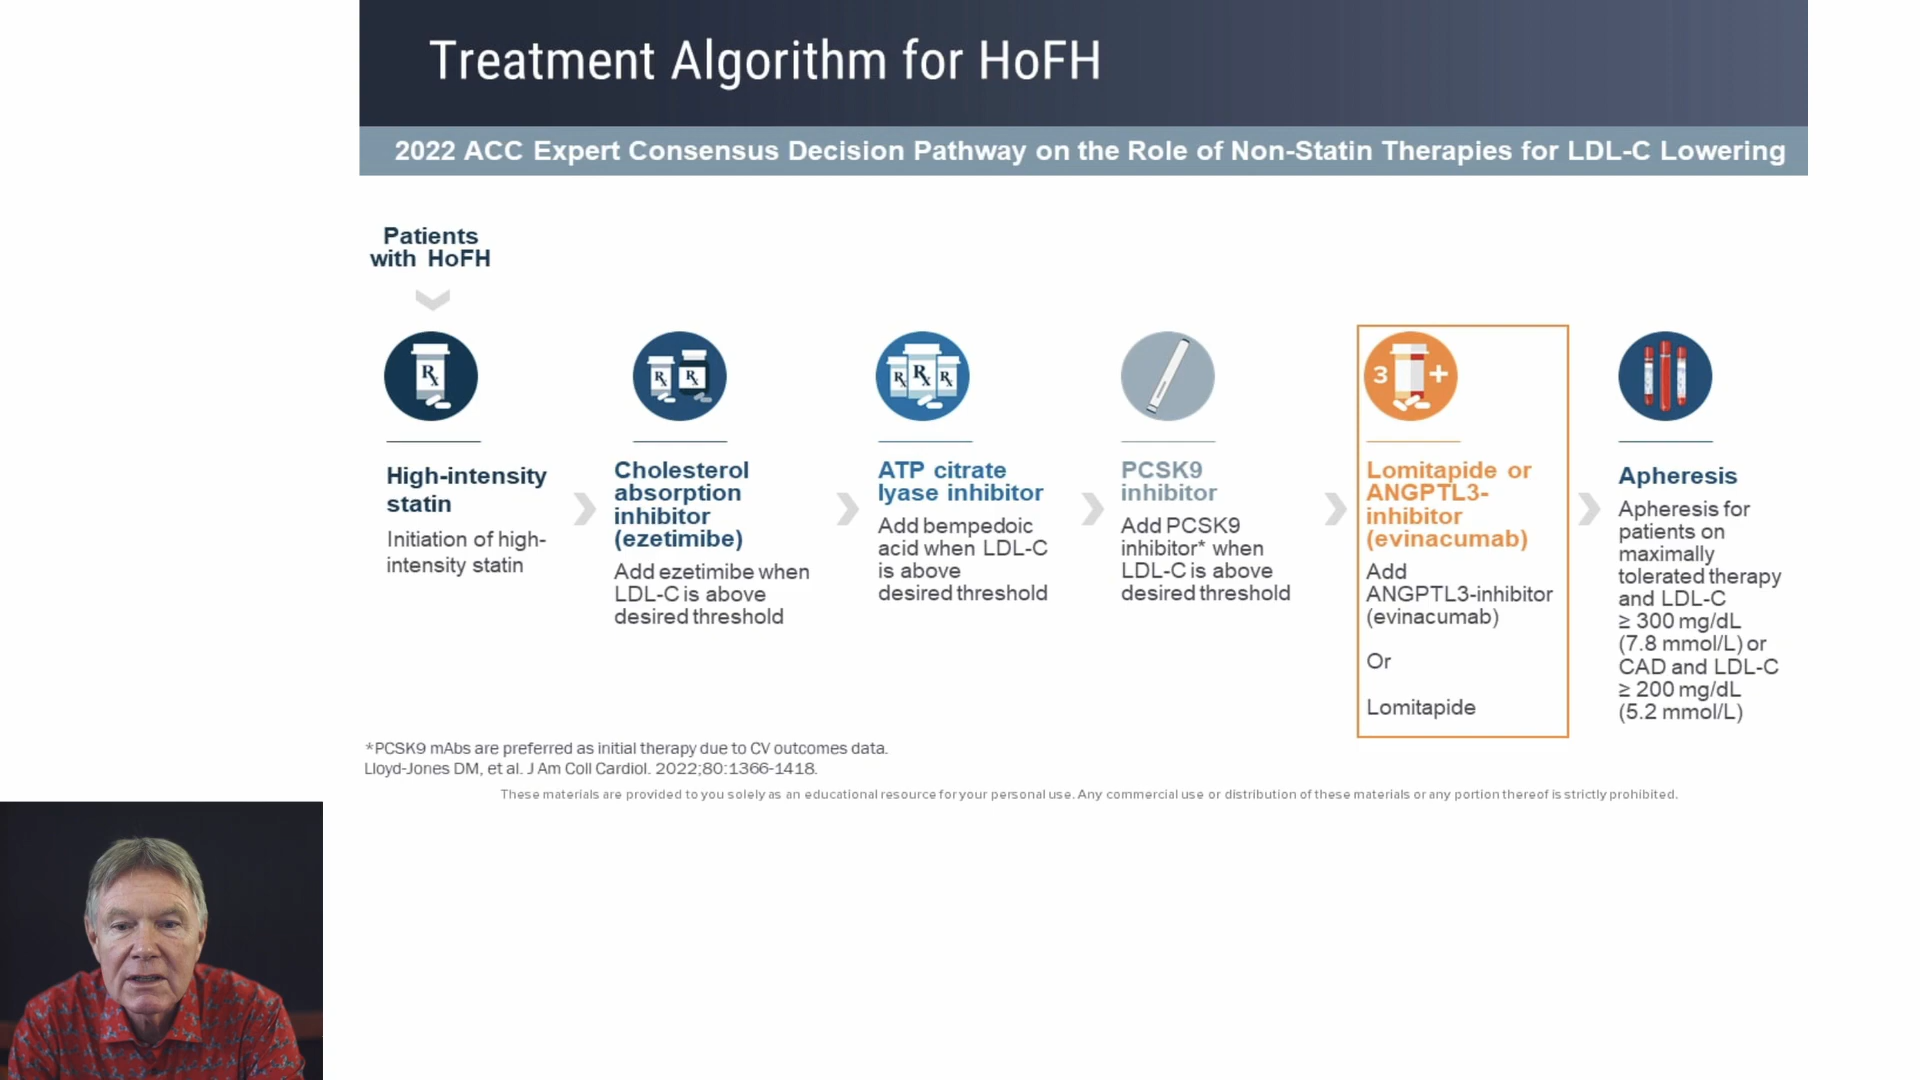 Treatment Algorithm for HoFH
2022 ACC Expert Consensus Decision Pathway on the Role of Non-Statin Therapies for LDL-C Lowering
Patients
with HoFH
Rx
High-intensity
statin
Initiation of high-
intensity statin
Rx Rx
Cholesterol
absorption
inhibitor
(ezetimibe)
Add ezetimibe when
LDL-C is above
desired threshold
Rx Rx Rx
ATP citrate
lyase inhibitor
Add bempedoic
acid when LDL-C
is above
desired threshold
PCSK9
inhibitor
Add PCSK9
inhibitor* when
LDL-C is above
desired threshold
3 +
Lomitapide or
ANGPTL3-
inhibitor
(evinacumab)
Add
ANGPTL3-inhibitor
(evinacumab)
Or
Lomitapide
Apheresis
Apheresis for
patients on
maximally
tolerated therapy
and LDL-C
≥ 300 mg/dL
(7.8 mmol/L) or
CAD and LDL-C
≥ 200 mg/dL
(5.2 mmol/L)
*PCSK9 mAbs are preferred as initial therapy due to CV outcomes data.
Lloyd-Jones DM, et al. J Am Coll Cardiol. 2022;80:1366-1418.
These materials are provided to you solely as an educational resource for your personal use. Any commercial use or distribution of these materials or any portion thereof is strictly prohibited.